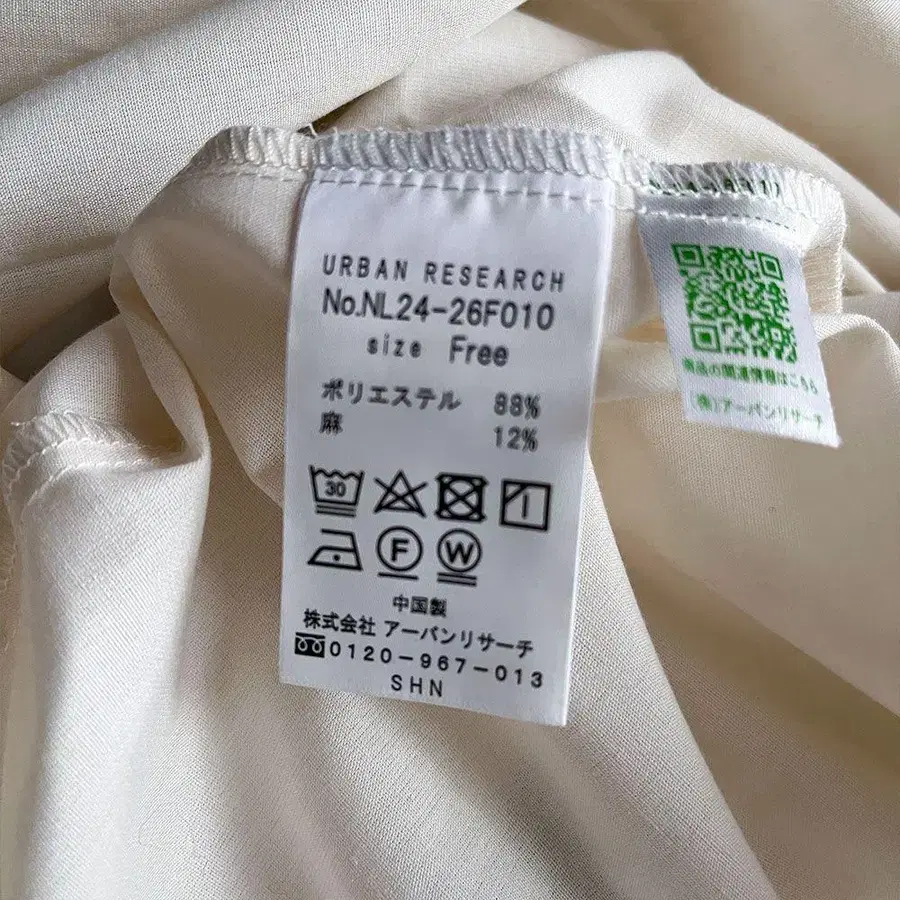 URBAN RESEARCH
No.NL24-26F010
size Free
ポリエステル 88%
麻 12%
30
F W
中国製
株式会社 アーバンリサーチ
0120-967-013
SHN
商品の関連情報はこちら
(株)アーバンリサーチ